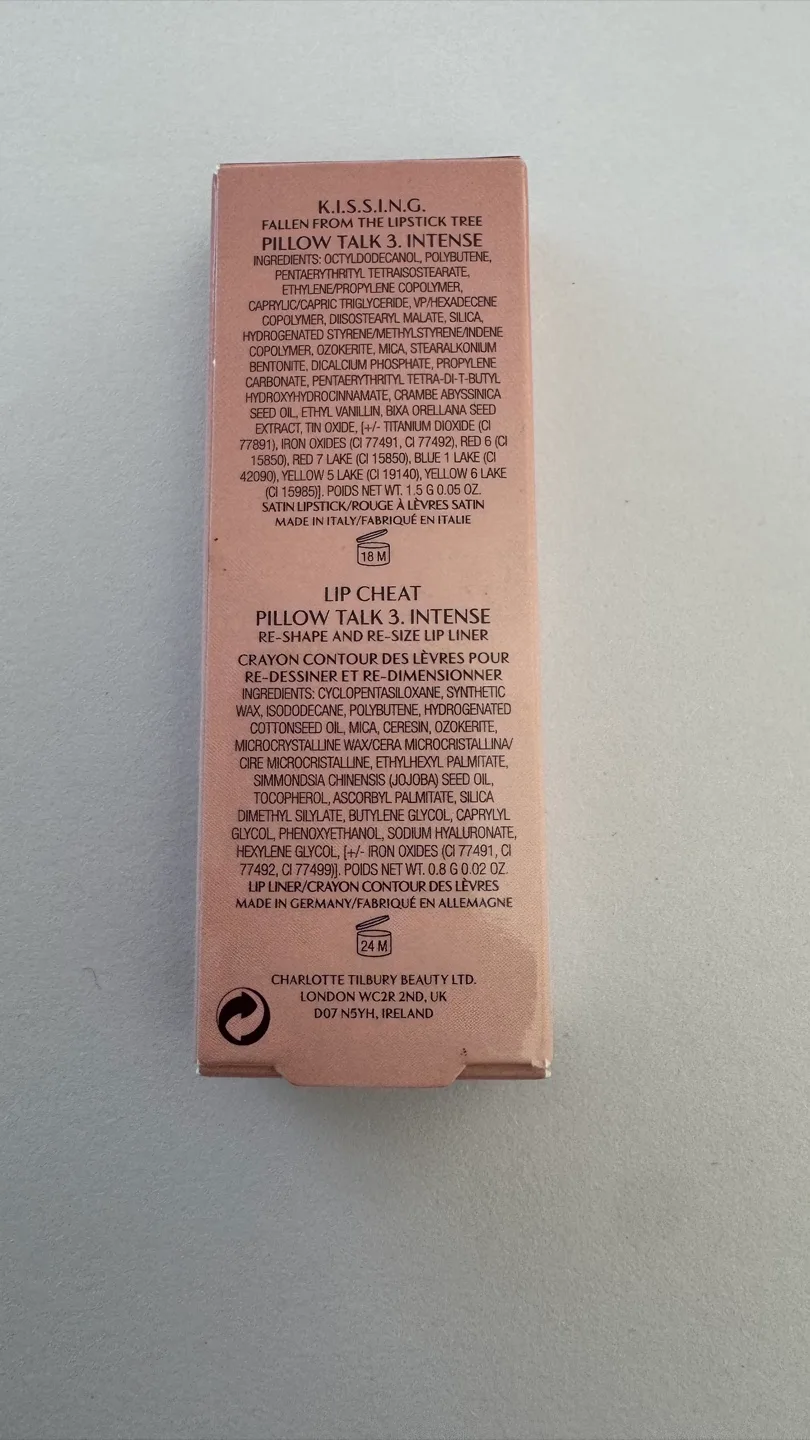 K.I.S.S.I.N.G.
FALLEN FROM THE LIPSTICK TREE
PILLOW TALK 3. INTENSE
INGREDIENTS: OCTYLDODECANOL, POLYBUTENE,
PENTAERYTHRITYL TETRAISOSTEARATE,
ETHYLENE/PROPYLENE COPOLYMER,
CAPRYLIC/CAPRIC TRIGLYCERIDE, VP/HEXADECENE
COPOLYMER, DIISOSTEARYL MALATE, SILICA,
HYDROGENATED STYRENE/METHYLSTYRENE/INDENE
COPOLYMER, OZOKERITE, MICA, STEARALKONIUM
BENTONITE, DICALCIUM PHOSPHATE, PROPYLENE
CARBONATE, PENTAERYTHRITYL TETRA-DI-T-BUTYL
HYDROXYHYDROCINNAMATE, CRAMBE ABYSSINICA
SEED OIL, ETHYL VANILLIN, BIXA ORELLANA SEED
EXTRACT, TIN OXIDE, [+/- TITANIUM DIOXIDE (CI
77891), IRON OXIDES (CI 77491, CI 77492), RED 6 (CI
15850), RED 7 LAKE (CI 15850), BLUE 1 LAKE (CI
42090), YELLOW 5 LAKE (CI 19140), YELLOW 6 LAKE
(CI 15985)]. POIDS NET WT. 1.5 G 0.05 OZ.
SATIN LIPSTICK/ROUGE À LÈVRES SATIN
MADE IN ITALY/FABRIQUÉ EN ITALIE
18 M
LIP CHEAT
PILLOW TALK 3. INTENSE
RE-SHAPE AND RE-SIZE LIP LINER
CRAYON CONTOUR DES LÈVRES POUR
RE-DESSINER ET RE-DIMENSIONNER
INGREDIENTS: CYCLOPENTASILOXANE, SYNTHETIC
WAX, ISODODECANE, POLYBUTENE, HYDROGENATED
COTTONSEED OIL, MICA, CERESIN, OZOKERITE,
MICROCRYSTALLINE WAX/CERA MICROCRISTALLINA/
CIRE MICROCRISTALLINE, ETHYLHEXYL PALMITATE,
SIMMONDSIA CHINENSIS (JOJOBA) SEED OIL,
TOCOPHEROL, ASCORBYL PALMITATE, SILICA
DIMETHYL SILYLATE, BUTYLENE GLYCOL, CAPRYLYL
GLYCOL, PHENOXYETHANOL, SODIUM HYALURONATE,
HEXYLENE GLYCOL, [+/- IRON OXIDES (CI 77491, CI
77492, CI 77499)]. POIDS NET WT. 0.8 G 0.02 OZ.
LIP LINER/CRAYON CONTOUR DES LÈVRES
MADE IN GERMANY/FABRIQUÉ EN ALLEMAGNE
24 M
CHARLOTTE TILBURY BEAUTY LTD.
LONDON WC2R 2ND, UK
D07 N5YH, IRELAND